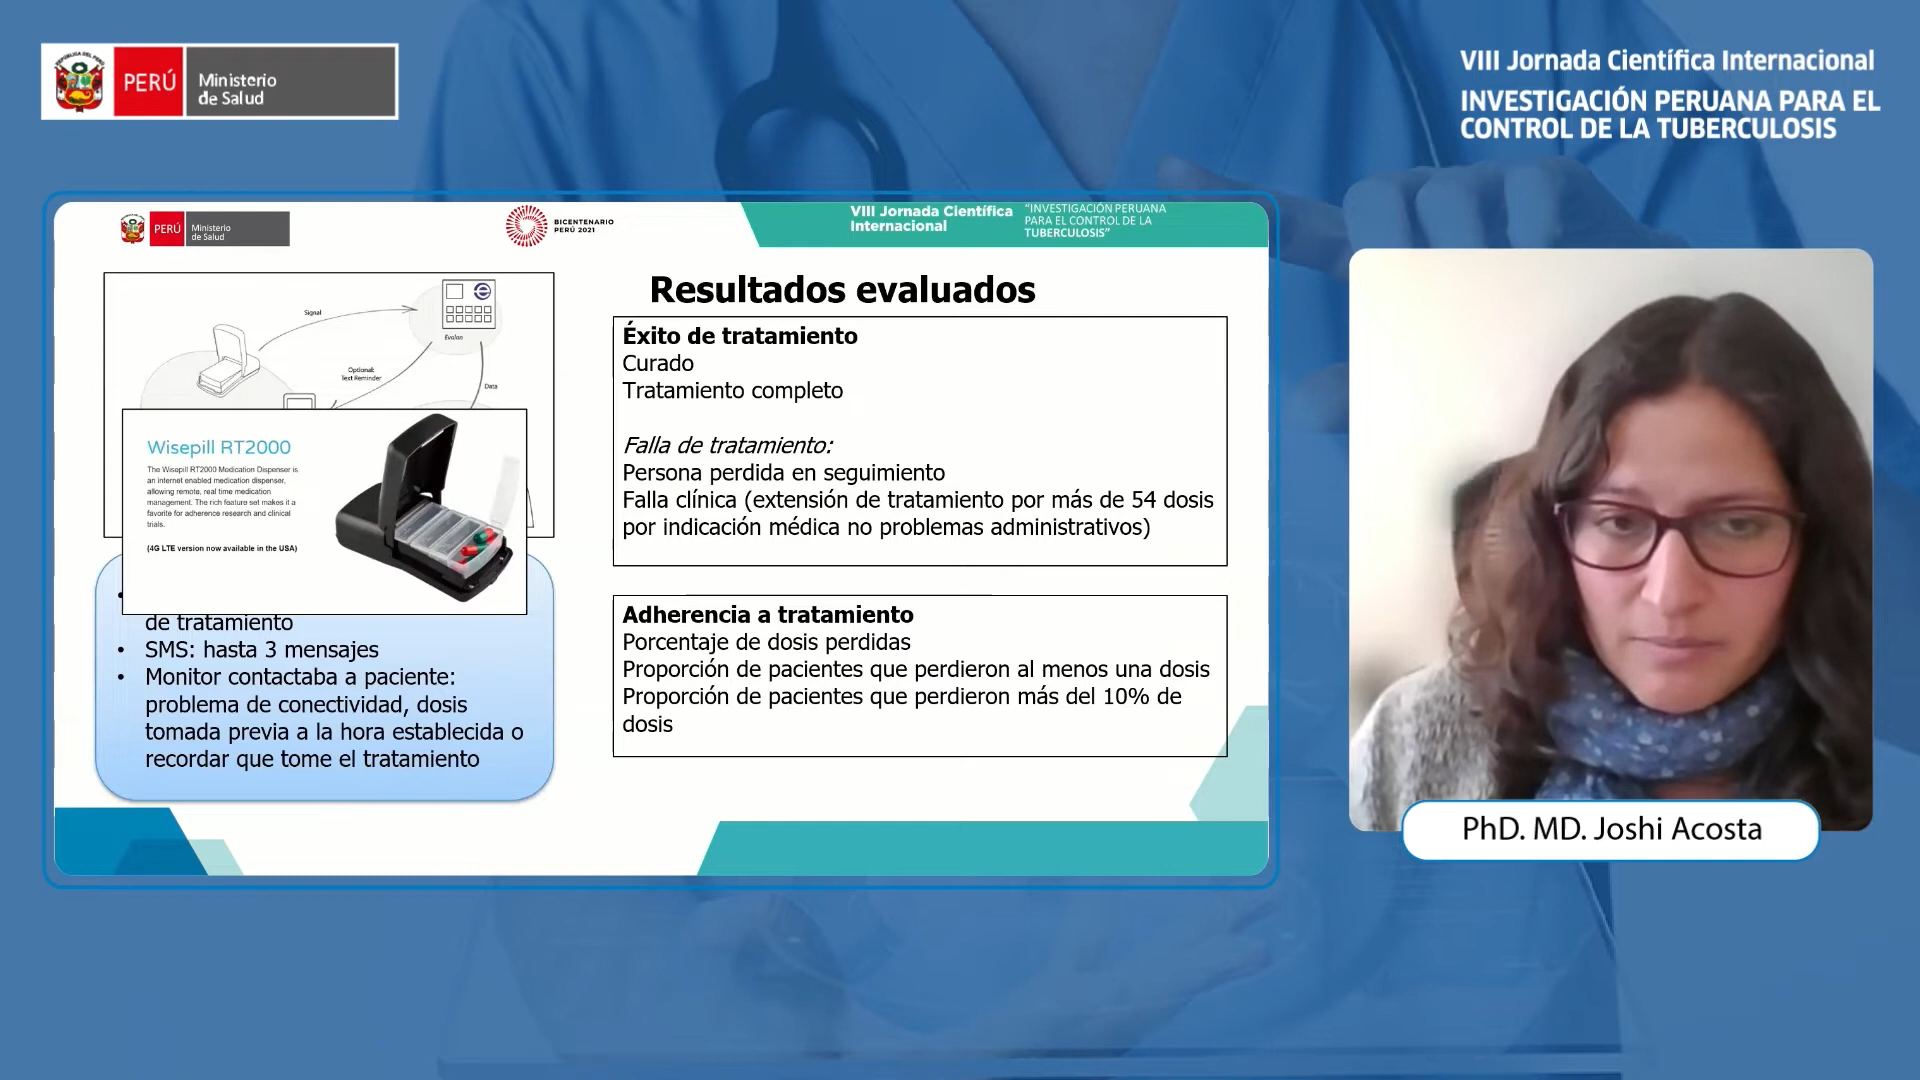 PERÚ
Ministerio
de Salud
VIII Jornada Científica Internacional
INVESTIGACIÓN PERUANA PARA EL
CONTROL DE LA TUBERCULOSIS
PERÚ
Ministerio
de Salud
BICENTENARIO
PERÚ 2021
VIII Jornada Científica
Internacional
“INVESTIGACIÓN PERUANA
PARA EL CONTROL DE LA
TUBERCULOSIS”
Signal
Evalan
Optional:
Text Reminder
Data
Wisepill RT2000
The Wisepill RT2000 Medication Dispenser is
an internet enabled medication dispenser,
allowing remote, real time medication
management. The rich feature set makes it a
favorite for adherence research and clinical
trials.
(4G LTE version now available in the USA)
de tratamiento
• SMS: hasta 3 mensajes
• Monitor contactaba a paciente:
problema de conectividad, dosis
tomada previa a la hora establecida o
recordar que tome el tratamiento
Resultados evaluados
Éxito de tratamiento
Curado
Tratamiento completo
Falla de tratamiento:
Persona perdida en seguimiento
Falla clínica (extensión de tratamiento por más de 54 dosis
por indicación médica no problemas administrativos)
Adherencia a tratamiento
Porcentaje de dosis perdidas
Proporción de pacientes que perdieron al menos una dosis
Proporción de pacientes que perdieron más del 10% de
dosis
PhD. MD. Joshi Acosta